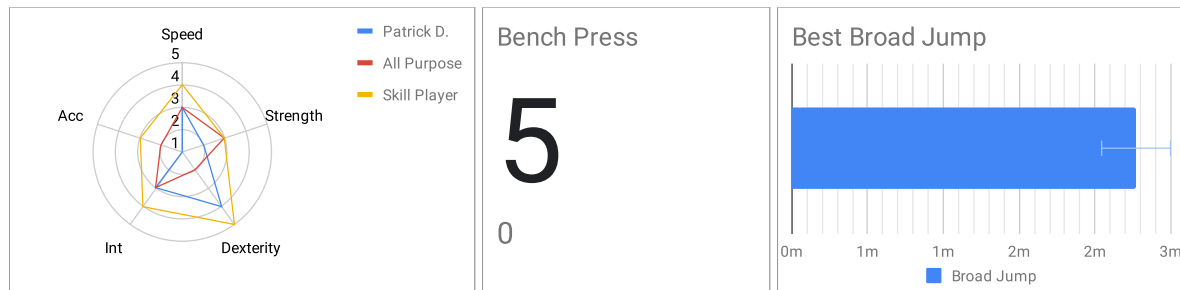 Speed
5
4
3
2
1
Acc
Strength
Int
Dexterity
Patrick D.
All Purpose
Skill Player
Bench Press
5
0
Best Broad Jump
0m 1m 1m 2m 2m 3m
Broad Jump